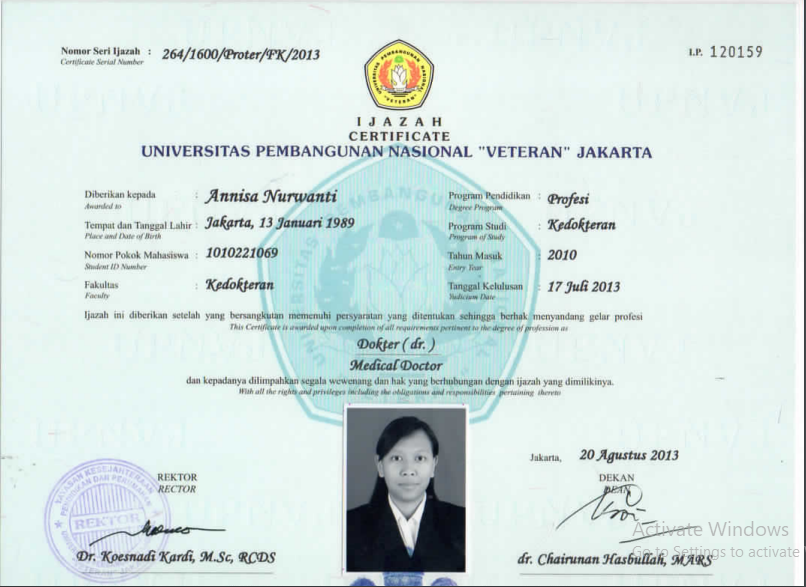 Nomor Seri Ijazah : 264/1600/Proter/FK/2013
Certificate Serial Number
I.P. 120159
UNIVERSITAS PEMBANGUNAN NASIONAL
"VETERAN"
I J A Z A H
CERTIFICATE
UNIVERSITAS PEMBANGUNAN NASIONAL "VETERAN" JAKARTA
Diberikan kepada : Annisa Nurwanti
Awarded to
Program Pendidikan : Profesi
Degree Program
Tempat dan Tanggal Lahir : Jakarta, 13 Januari 1989
Place and Date of Birth
Program Studi : Kedokteran
Program of Study
Nomor Pokok Mahasiswa : 1010221069
Student ID Number
Tahun Masuk : 2010
Entry Year
Fakultas : Kedokteran
Faculty
Tanggal Kelulusan : 17 Juli 2013
Yudicium Date
Ijazah ini diberikan setelah yang bersangkutan memenuhi persyaratan yang ditentukan sehingga berhak menyandang gelar profesi
This Certificate is awarded upon completion of all requirements pertinent to the degree of profession as
Dokter ( dr. )
Medical Doctor
dan kepadanya dilimpahkan segala wewenang dan hak yang berhubungan dengan ijazah yang dimilikinya.
With all the rights and privileges including the obligations and responsibilities pertaining thereto
Jakarta, 20 Agustus 2013
REKTOR
RECTOR
DEKAN
DEAN
REKTOR
Dr. Koesnadi Kardi, M.Sc, RCDS
dr. Chairunan Hasbullah, MARS
Activate Windows
Go to Settings to activate